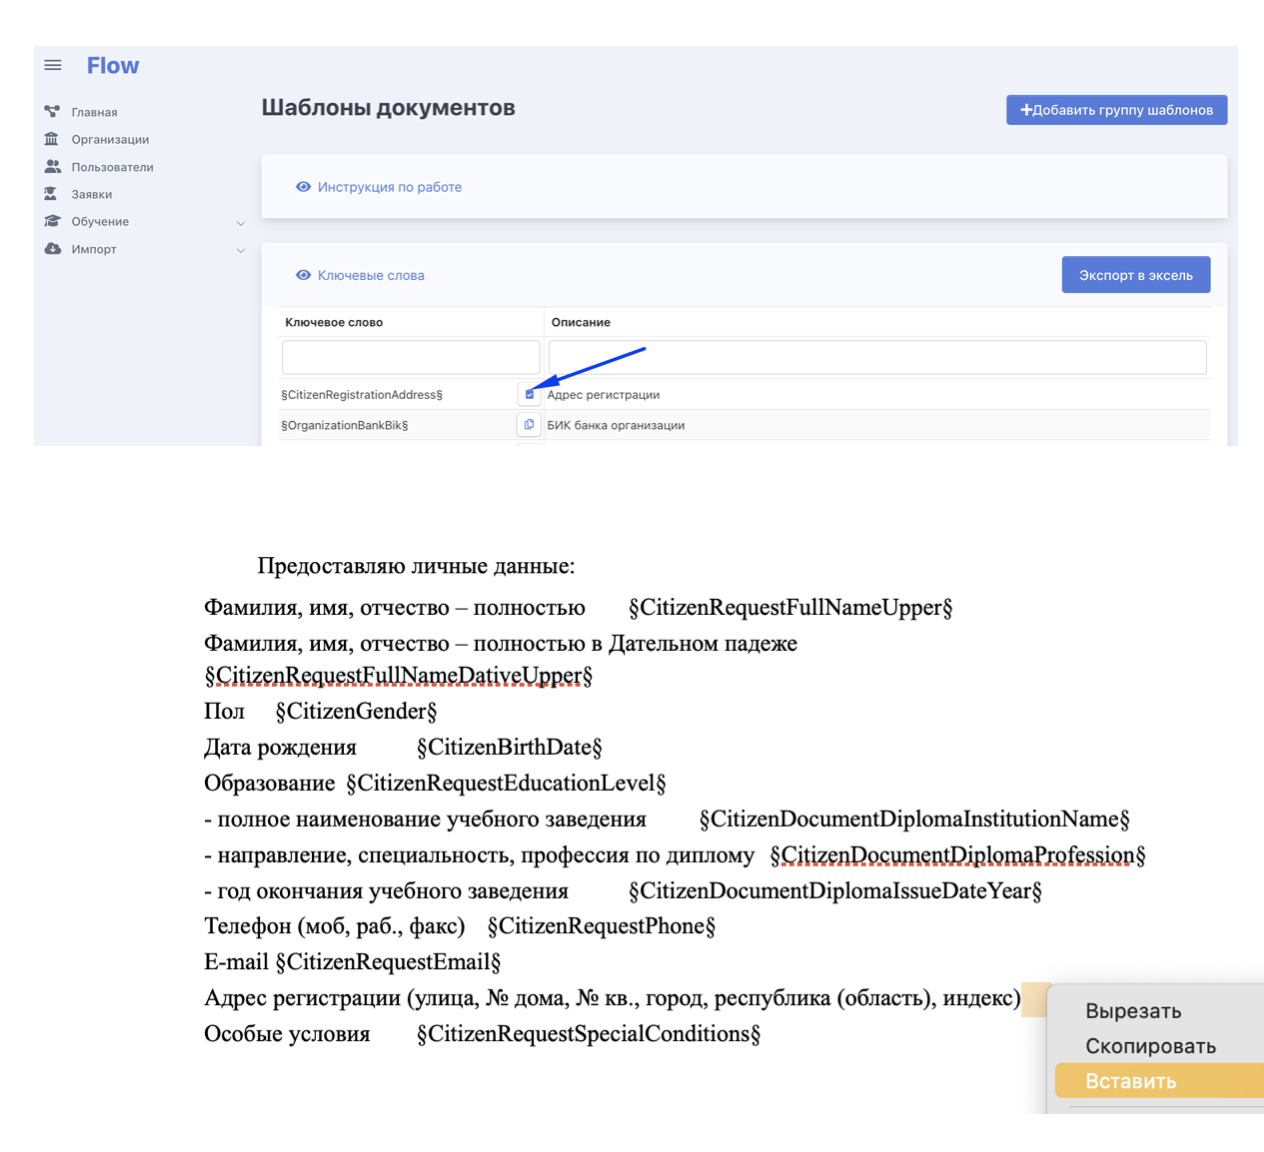 Flow
Главная
Организации
Пользователи
Заявки
Обучение
Импорт
Шаблоны документов
+Добавить группу шаблонов
Инструкция по работе
Ключевые слова
Экспорт в эксель
Ключевое слово Описание
§CitizenRegistrationAddress§ Адрес регистрации
§OrganizationBankBik§ БИК банка организации
Предоставляю личные данные:
Фамилия, имя, отчество – полностью §CitizenRequestFullNameUpper§
Фамилия, имя, отчество – полностью в Дательном падеже
§CitizenRequestFullNameDativeUpper§
Пол §CitizenGender§
Дата рождения §CitizenBirthDate§
Образование §CitizenRequestEducationLevel§
- полное наименование учебного заведения §CitizenDocumentDiplomaInstitutionName§
- направление, специальность, профессия по диплому §CitizenDocumentDiplomaProfession§
- год окончания учебного заведения §CitizenDocumentDiplomaIssueDateYear§
Телефон (моб, раб., факс) §CitizenRequestPhone§
E-mail §CitizenRequestEmail§
Адрес регистрации (улица, № дома, № кв., город, республика (область), индекс)
Особые условия §CitizenRequestSpecialConditions§
Вырезать
Скопировать
Вставить